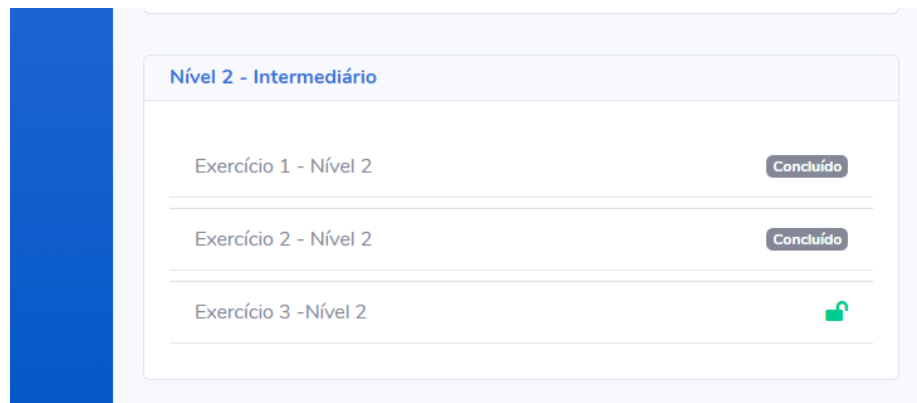 Nível 2 - Intermediário
Exercício 1 - Nível 2 Concluído
Exercício 2 - Nível 2 Concluído
Exercício 3 -Nível 2